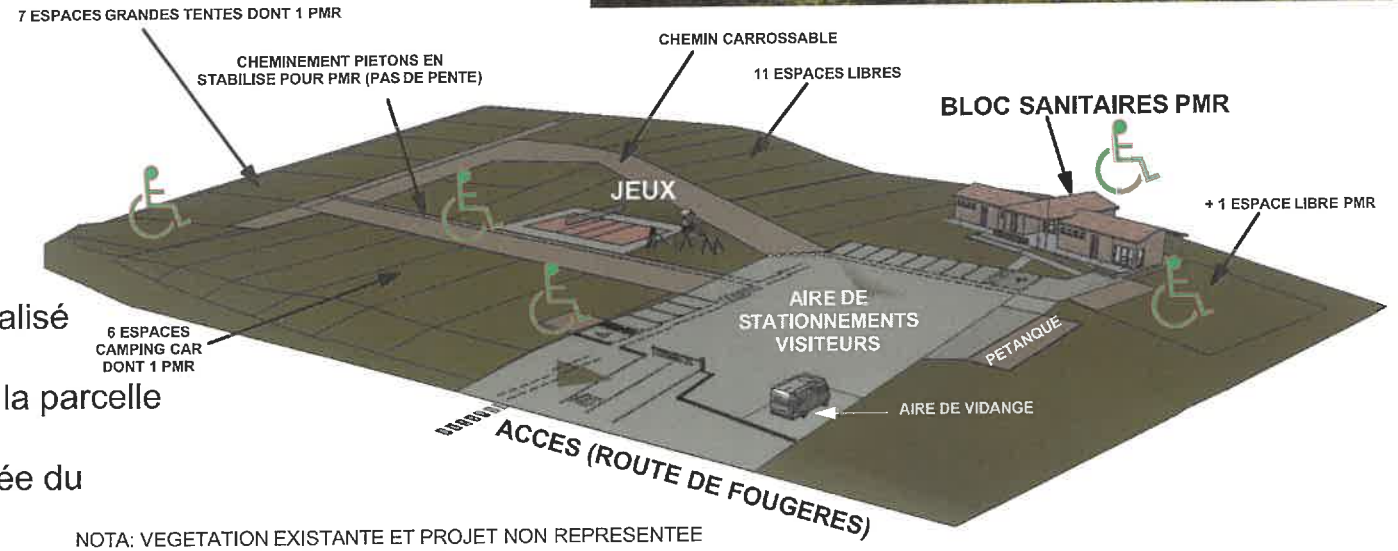 7 ESPACES GRANDES TENTES DONT 1 PMR
CHEMINEMENT PIETONS EN
STABILISE POUR PMR (PAS DE PENTE)
CHEMIN CARROSSABLE
11 ESPACES LIBRES
BLOC SANITAIRES PMR
JEUX
+ 1 ESPACE LIBRE PMR
AIRE DE
STATIONNEMENTS
VISITEURS
PETANQUE
alisé
6 ESPACES
CAMPING CAR
DONT 1 PMR
la parcelle
AIRE DE VIDANGE
ACCES (ROUTE DE FOUGERES)
ée du
NOTA: VEGETATION EXISTANTE ET PROJET NON REPRESENTEE